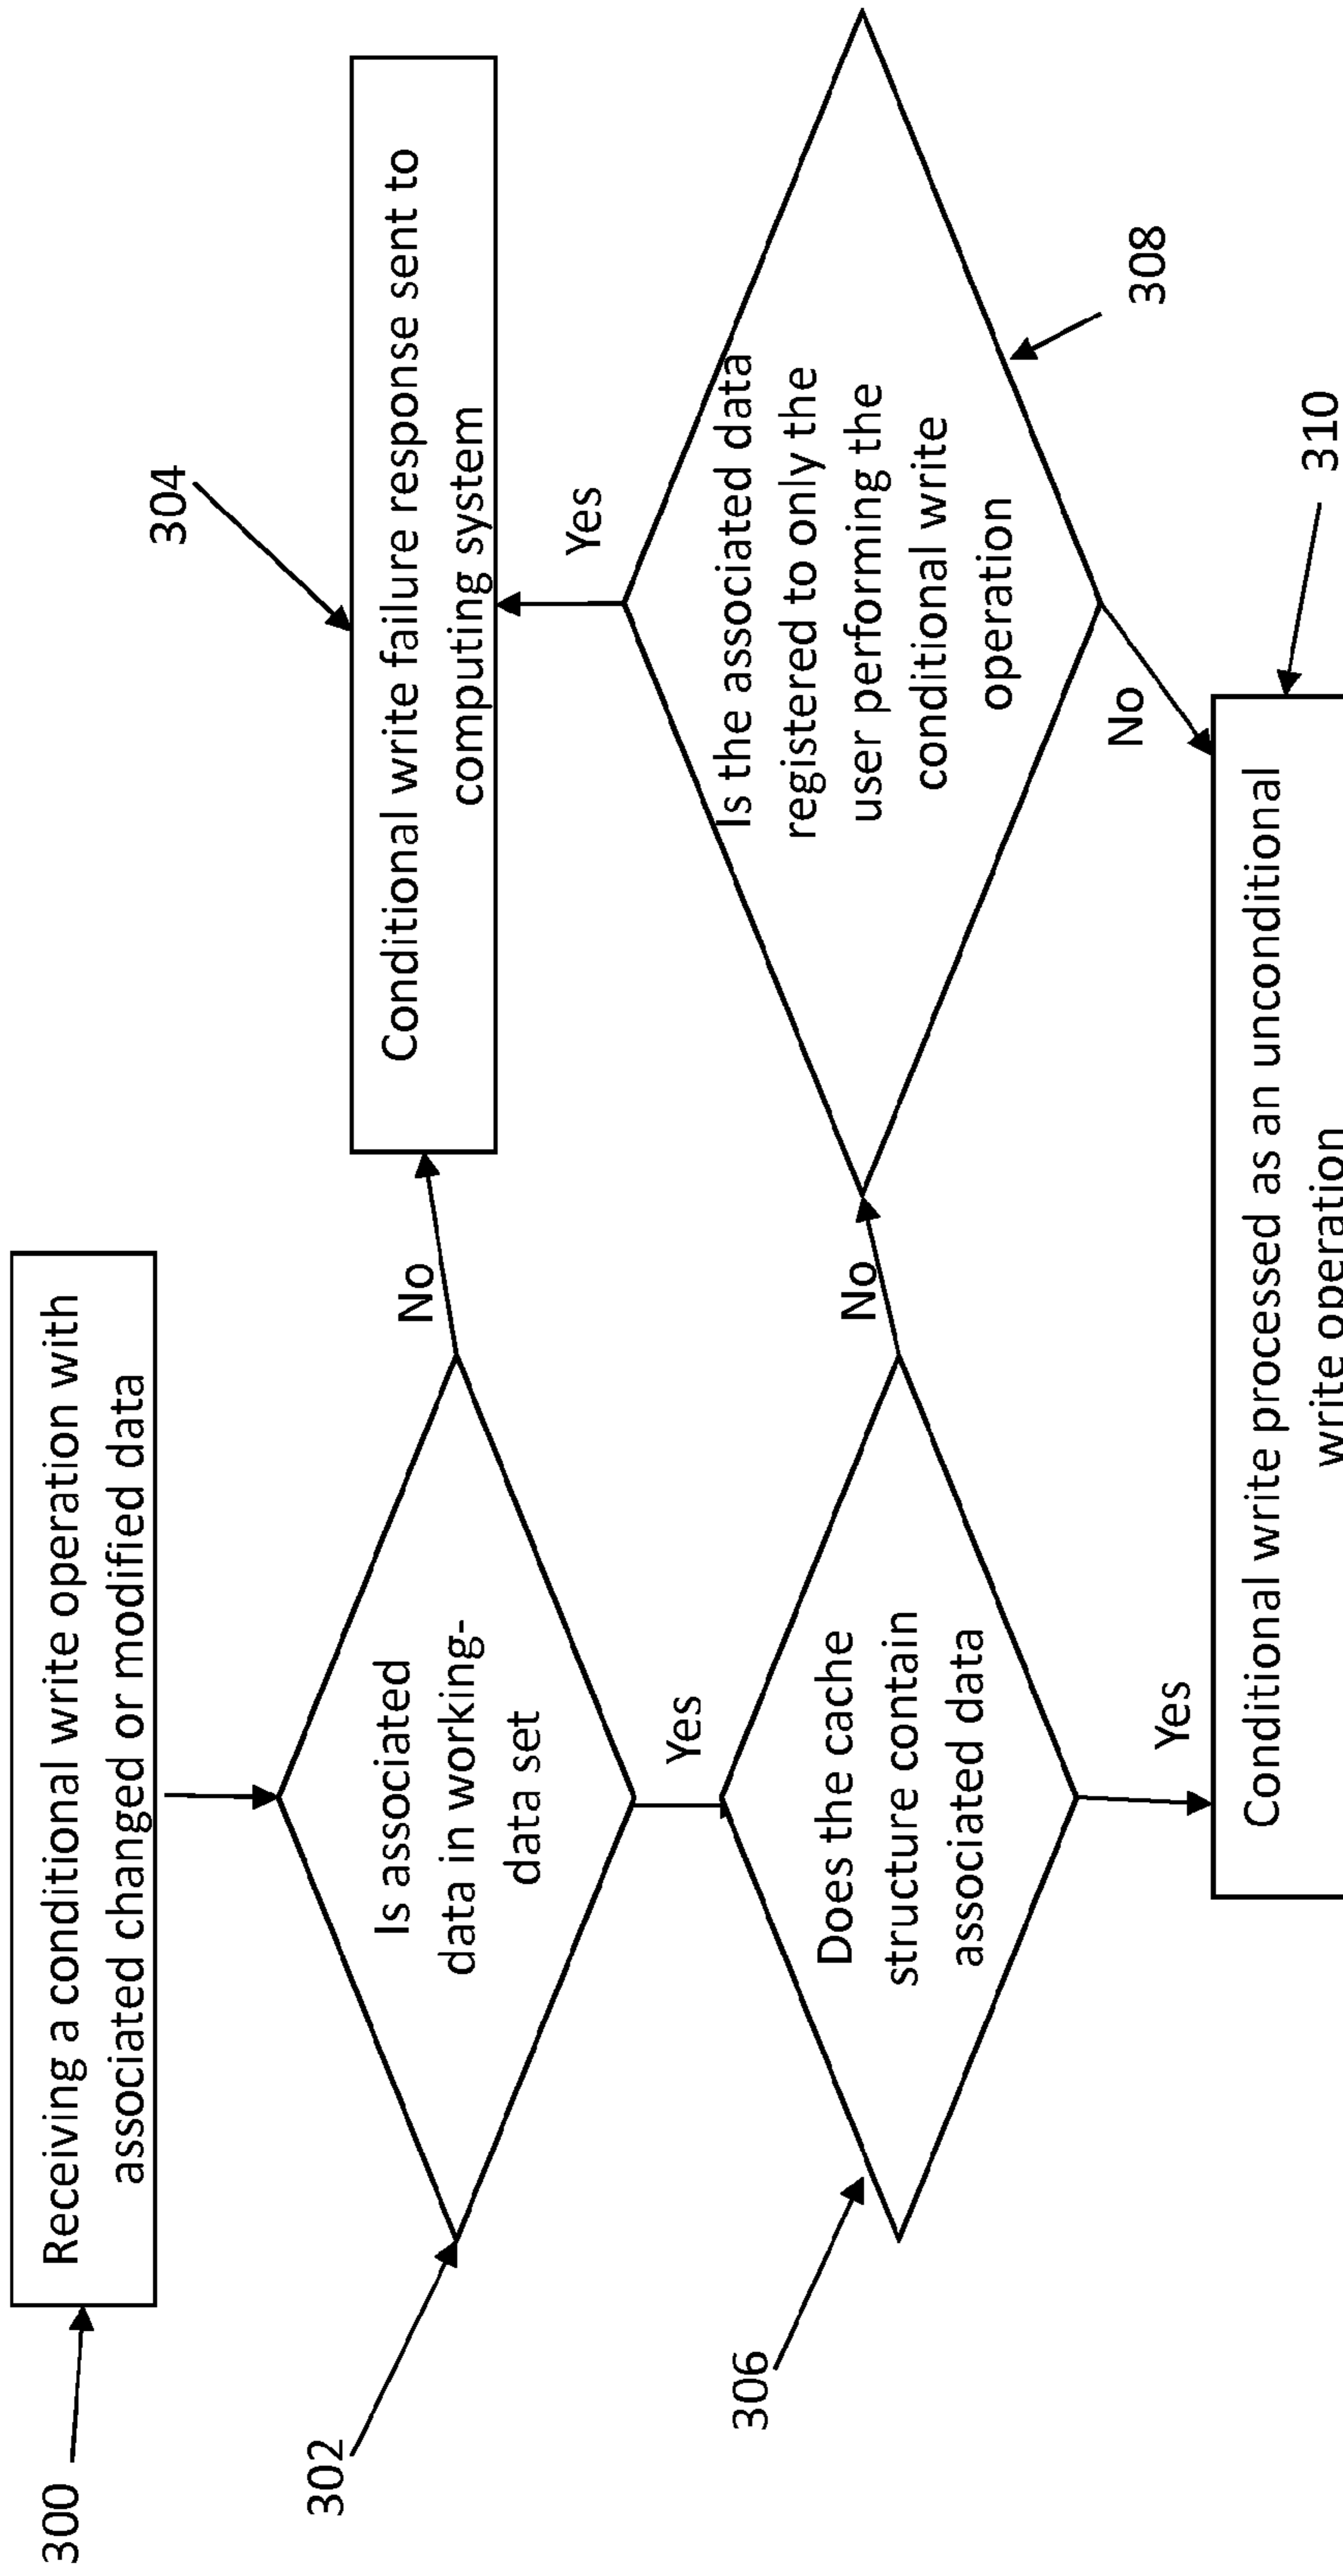 300
Receiving a conditional write operation with
associated changed or modified data
302
Is associated
data in working-
data set
No
304
Conditional write failure response sent to
computing system
Yes
306
Does the cache
structure contain
associated data
No
Yes
Is the associated data
registered to only the
user performing the
conditional write
operation
308
Yes
No
310
Conditional write processed as an unconditional
write operation